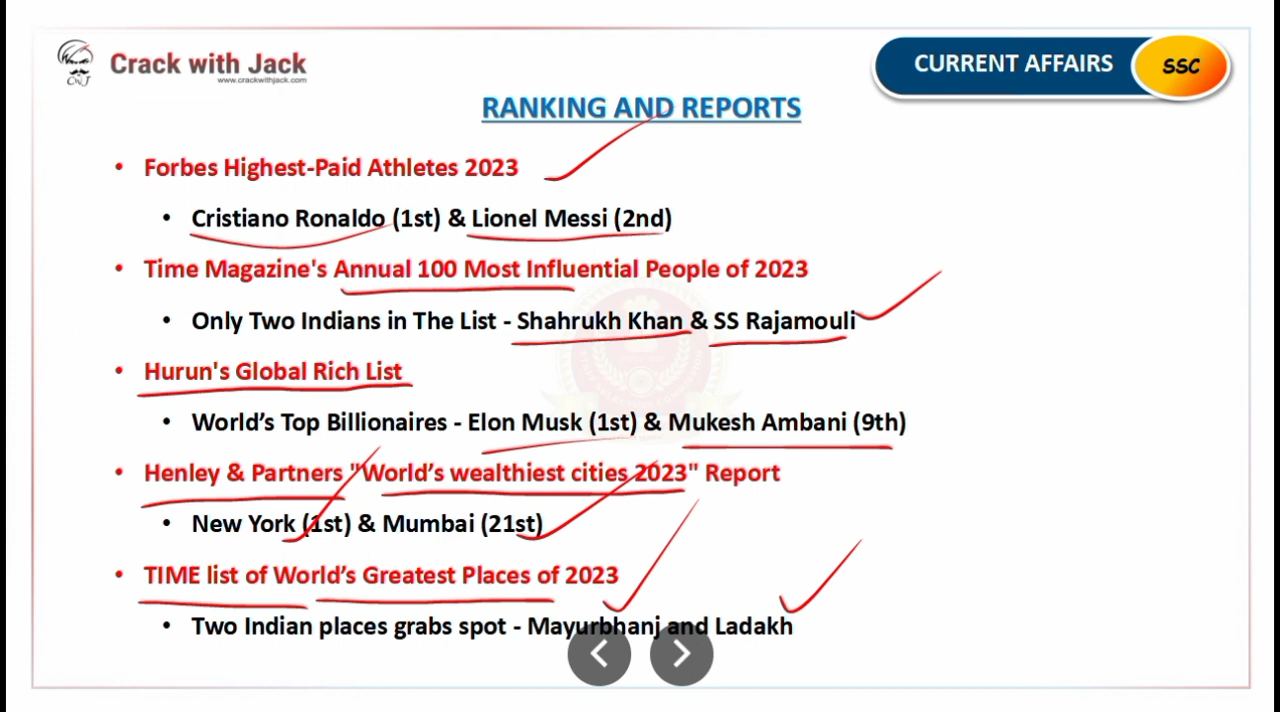 Crack with Jack
www.crackwithjack.com
CwJ
CURRENT AFFAIRS
SSC
RANKING AND REPORTS
• Forbes Highest-Paid Athletes 2023
• Cristiano Ronaldo (1st) & Lionel Messi (2nd)
• Time Magazine's Annual 100 Most Influential People of 2023
• Only Two Indians in The List - Shahrukh Khan & SS Rajamouli
• Hurun's Global Rich List
• World’s Top Billionaires - Elon Musk (1st) & Mukesh Ambani (9th)
• Henley & Partners "World’s wealthiest cities 2023" Report
• New York (1st) & Mumbai (21st)
• TIME list of World’s Greatest Places of 2023
• Two Indian places grabs spot - Mayurbhanj and Ladakh